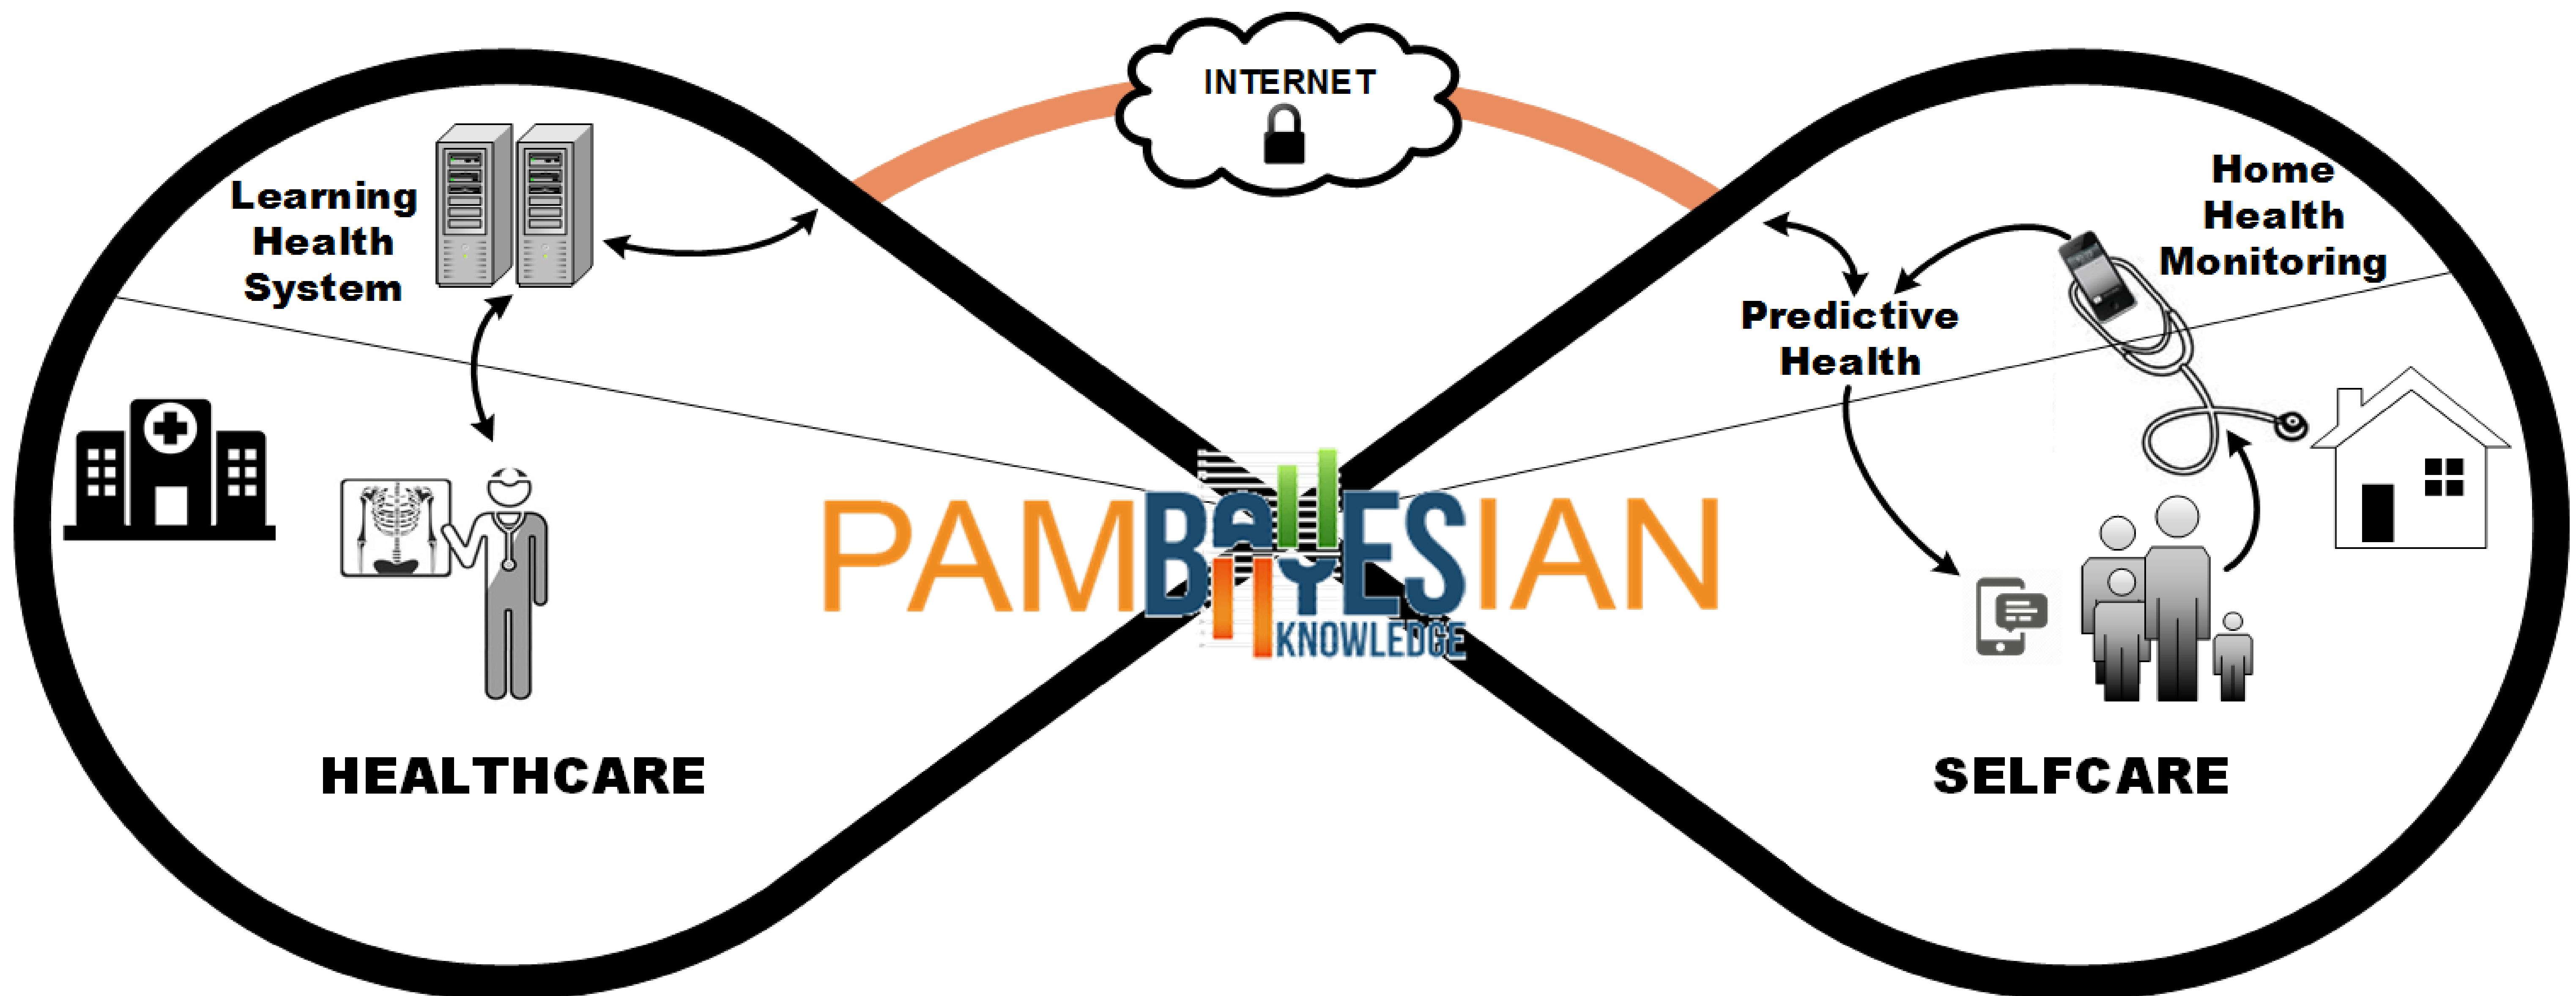 INTERNET
Learning
Health
System
Home
Health
Monitoring
Predictive
Health
PAMBAYESIAN
KNOWLEDGE
HEALTHCARE
SELFCARE